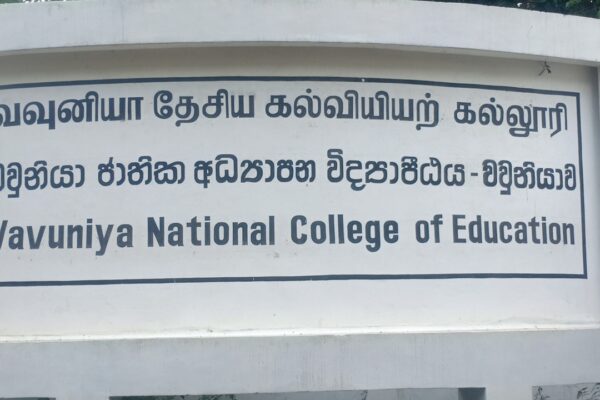 வவுனியா தேசிய கல்வியியற் கல்லூரி
වවුනියා ජාතික අධ්‍යාපන විද්‍යාපීඨය - වවුනියාව
Vavuniya National College of Education